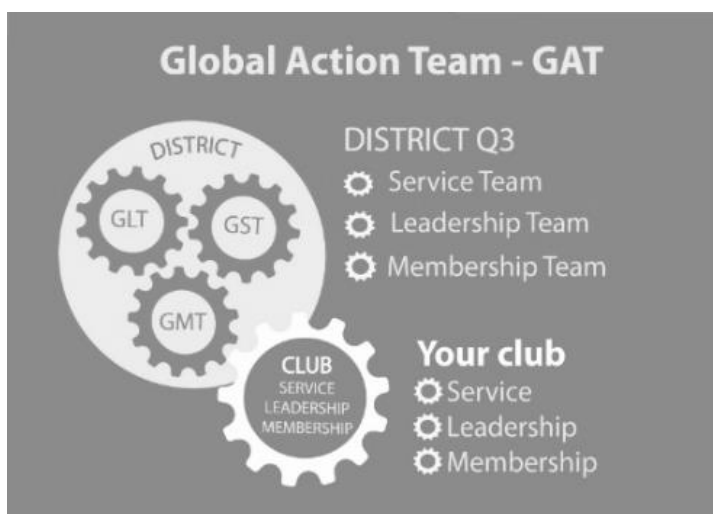 Global Action Team - GAT
DISTRICT
GLT
GST
GMT
DISTRICT Q3
Service Team
Leadership Team
Membership Team
CLUB
SERVICE
LEADERSHIP
MEMBERSHIP
Your club
Service
Leadership
Membership